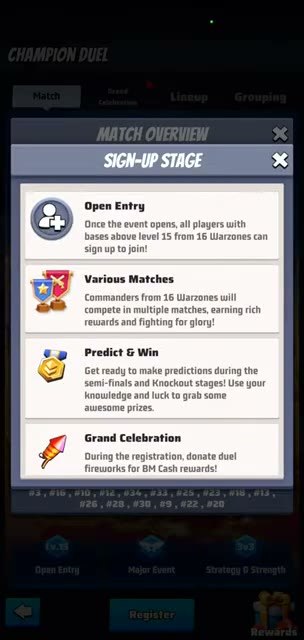 CHAMPION DUEL
Match
Grand
Celebration
Lineup
Grouping
MATCH OVERVIEW
SIGN-UP STAGE
Open Entry
Once the event opens, all players with
bases above level 15 from 16 Warzones can
sign up to join!
Various Matches
Commanders from 16 Warzones will
compete in multiple matches, earning rich
rewards and fighting for glory!
Predict & Win
Get ready to make predictions during the
semi-finals and Knockout stages! Use your
knowledge and luck to grab some
awesome prizes.
Grand Celebration
During the registration, donate duel
fireworks for BM Cash rewards!
#3 , #16 , #10 , #12 , #34 , #33 , #25 , #23 , #18 , #13 ,
#26 , #28 , #30 , #9 , #22 , #20
Lv.15
3v3
Open Entry
Major Event
Strategy & Strength
Register
Rewards